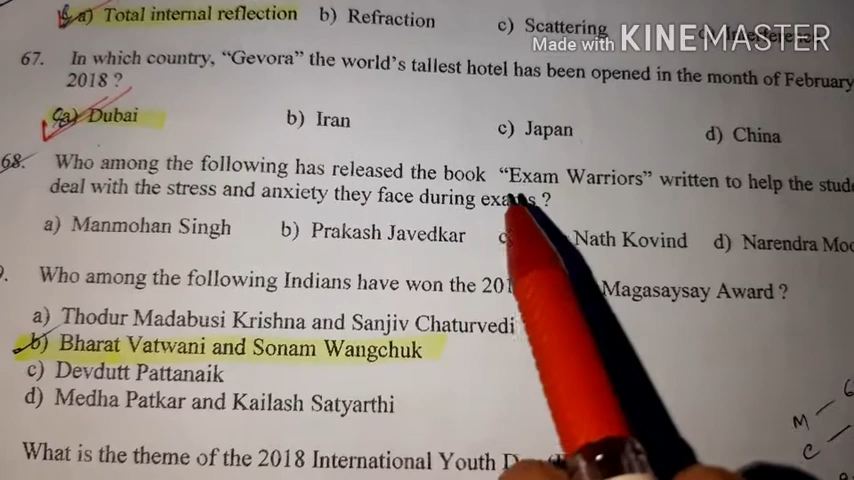 a) Total internal reflection b) Refraction c) Scattering
Made with KINEMASTER
67. In which country, “Gevora” the world's tallest hotel has been opened in the month of February
2018 ?
a) Dubai b) Iran c) Japan d) China
68. Who among the following has released the book “Exam Warriors” written to help the stud
deal with the stress and anxiety they face during exams ?
a) Manmohan Singh b) Prakash Javedkar Nath Kovind d) Narendra Moo
9. Who among the following Indians have won the 201 Magasaysay Award ?
a) Thodur Madabusi Krishna and Sanjiv Chaturvedi
b) Bharat Vatwani and Sonam Wangchuk
c) Devdutt Pattanaik
d) Medha Patkar and Kailash Satyarthi
M
C
What is the theme of the 2018 International Youth